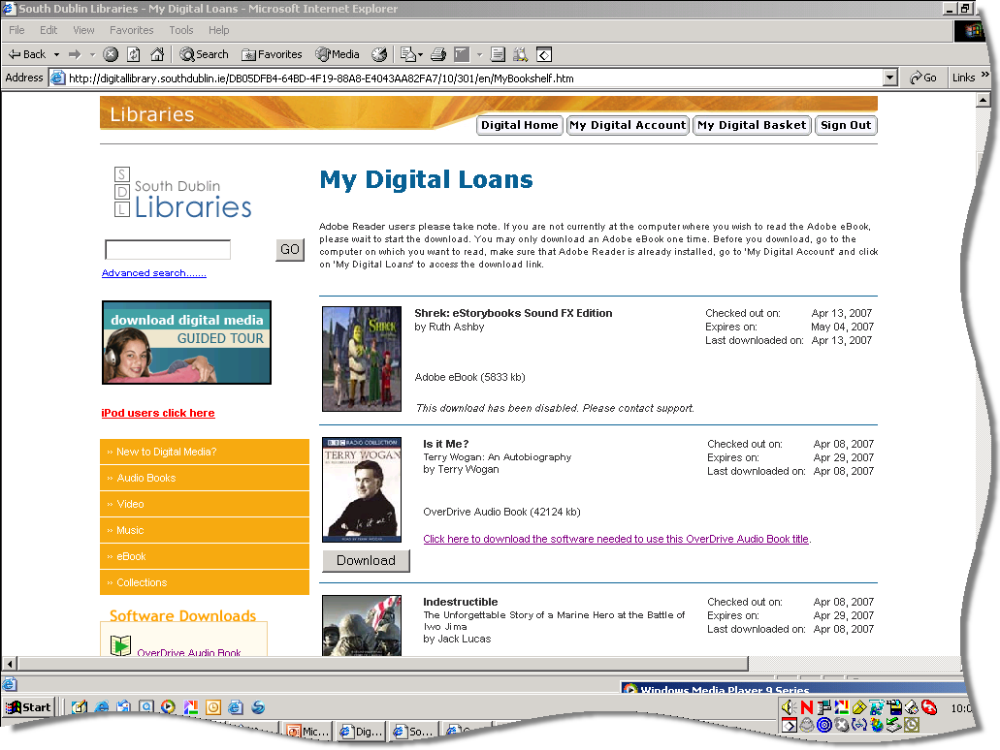 South Dublin Libraries - My Digital Loans - Microsoft Internet Explorer
File Edit View Favorites Tools Help
Back Search Favorites Media
Address http://digitallibrary.southdublin.ie/DB05DFB4-64BD-4F19-88A8-E4043AA82FA7/10/301/en/MyBookshelf.htm Go Links »
Libraries
Digital Home My Digital Account My Digital Basket Sign Out
S D L South Dublin Libraries
GO
Advanced search.......
download digital media
GUIDED TOUR
iPod users click here
›› New to Digital Media?
›› Audio Books
›› Video
›› Music
›› eBook
›› Collections
Software Downloads
OverDrive Audio Book
My Digital Loans
Adobe Reader users please take note. If you are not currently at the computer where you wish to read the Adobe eBook,
please wait to start the download. You may only download an Adobe eBook one time. Before you download, go to the
computer on which you want to read, make sure that Adobe Reader is already installed, go to 'My Digital Account' and click
on 'My Digital Loans' to access the download link.
SHREK
Shrek: eStorybooks Sound FX Edition
by Ruth Ashby
Checked out on: Apr 13, 2007
Expires on: May 04, 2007
Last downloaded on: Apr 13, 2007
Adobe eBook (5833 kb)
This download has been disabled. Please contact support.
BBC RADIO COLLECTION
TERRY WOGAN
Is it Me?
Terry Wogan: An Autobiography
by Terry Wogan
Checked out on: Apr 08, 2007
Expires on: Apr 29, 2007
Last downloaded on: Apr 08, 2007
OverDrive Audio Book (42124 kb)
Click here to download the software needed to use this OverDrive Audio Book title.
Download
Indestructible
The Unforgettable Story of a Marine Hero at the Battle of
Iwo Jima
by Jack Lucas
Checked out on: Apr 08, 2007
Expires on: Apr 29, 2007
Last downloaded on: Apr 08, 2007
Windows Media Player 9 Series
Start
Mic... Dig... So...
10:0